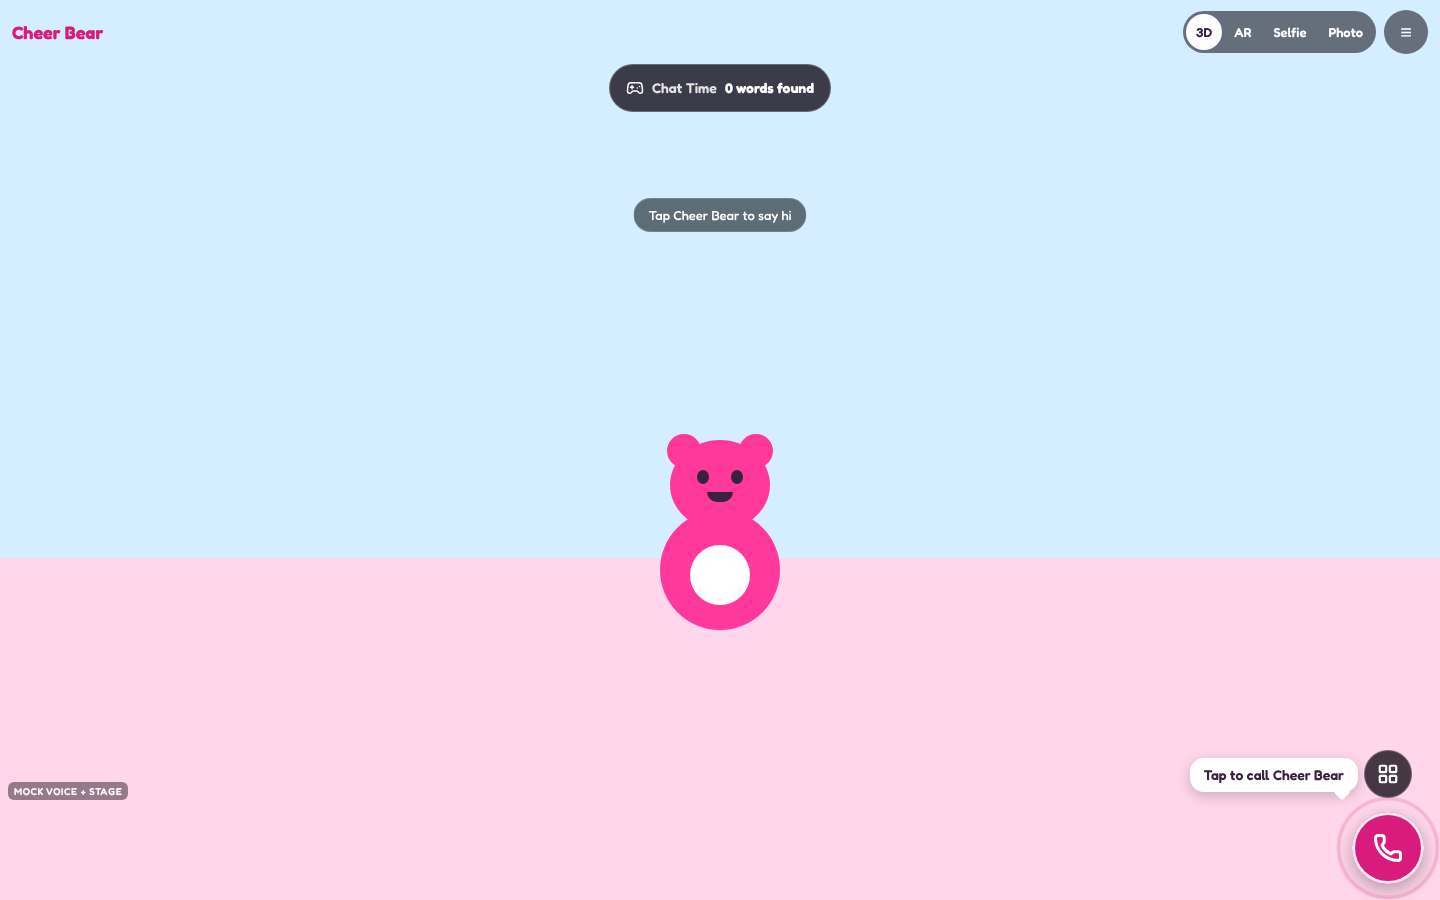 Cheer Bear
3D AR Selfie Photo
Chat Time 0 words found
Tap Cheer Bear to say hi
Tap to call Cheer Bear
MOCK VOICE + STAGE